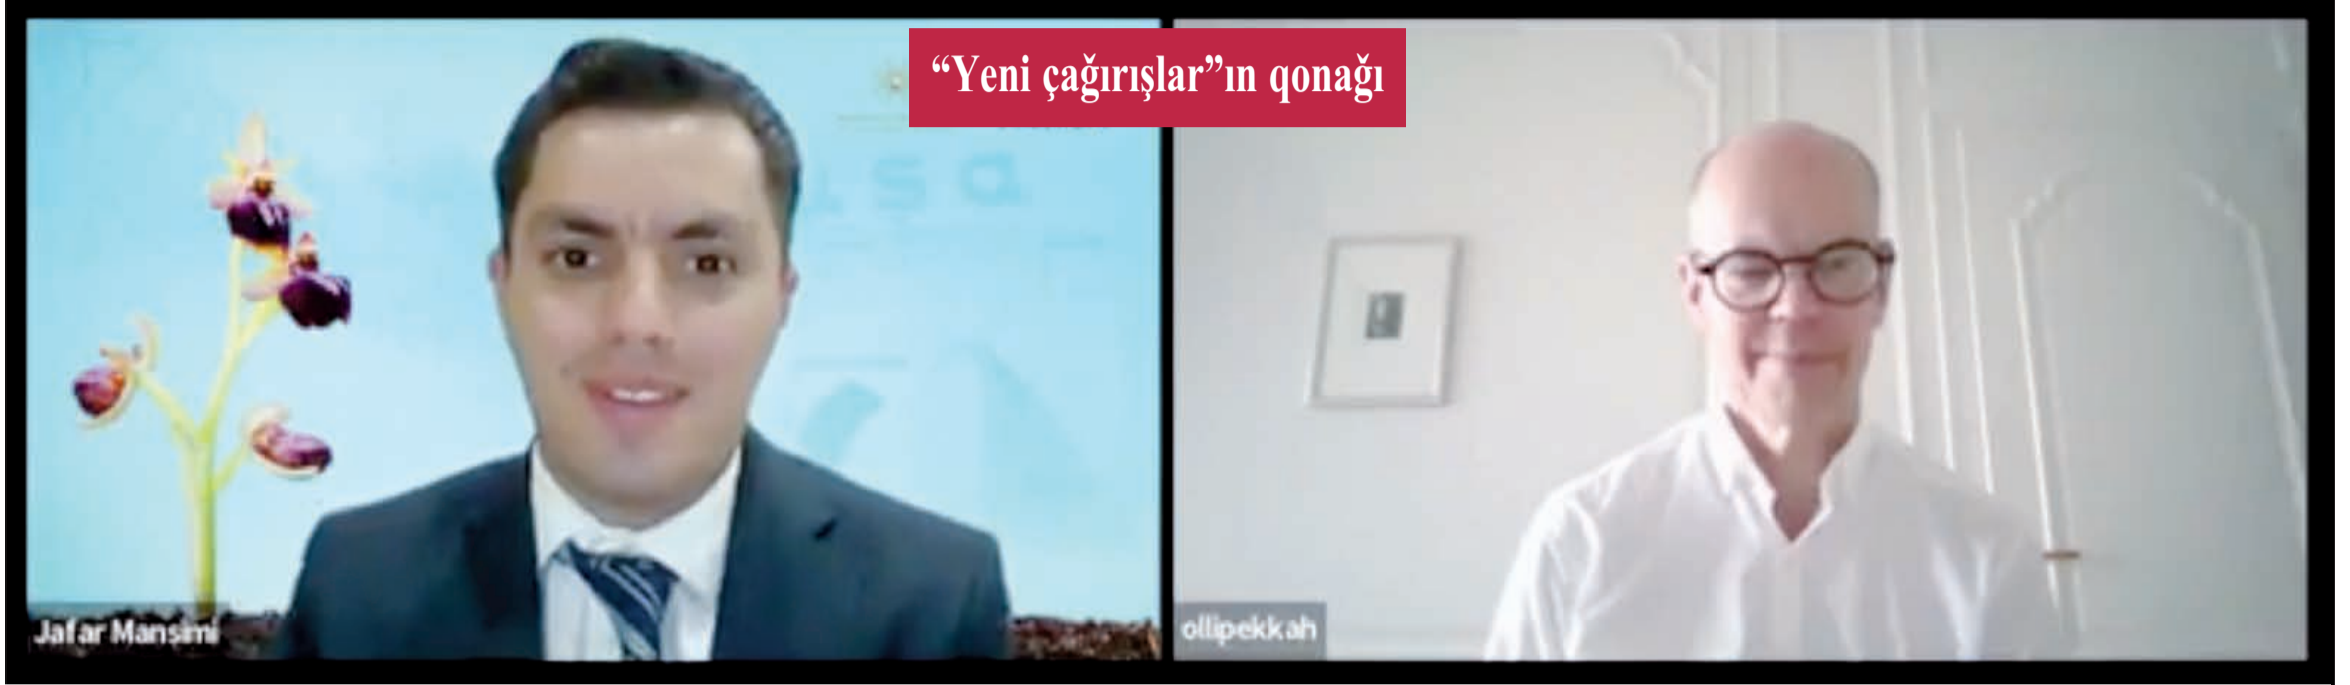 “Yeni çağırışlar”ın qonağı
Jafar Mansimi
ollipekkah